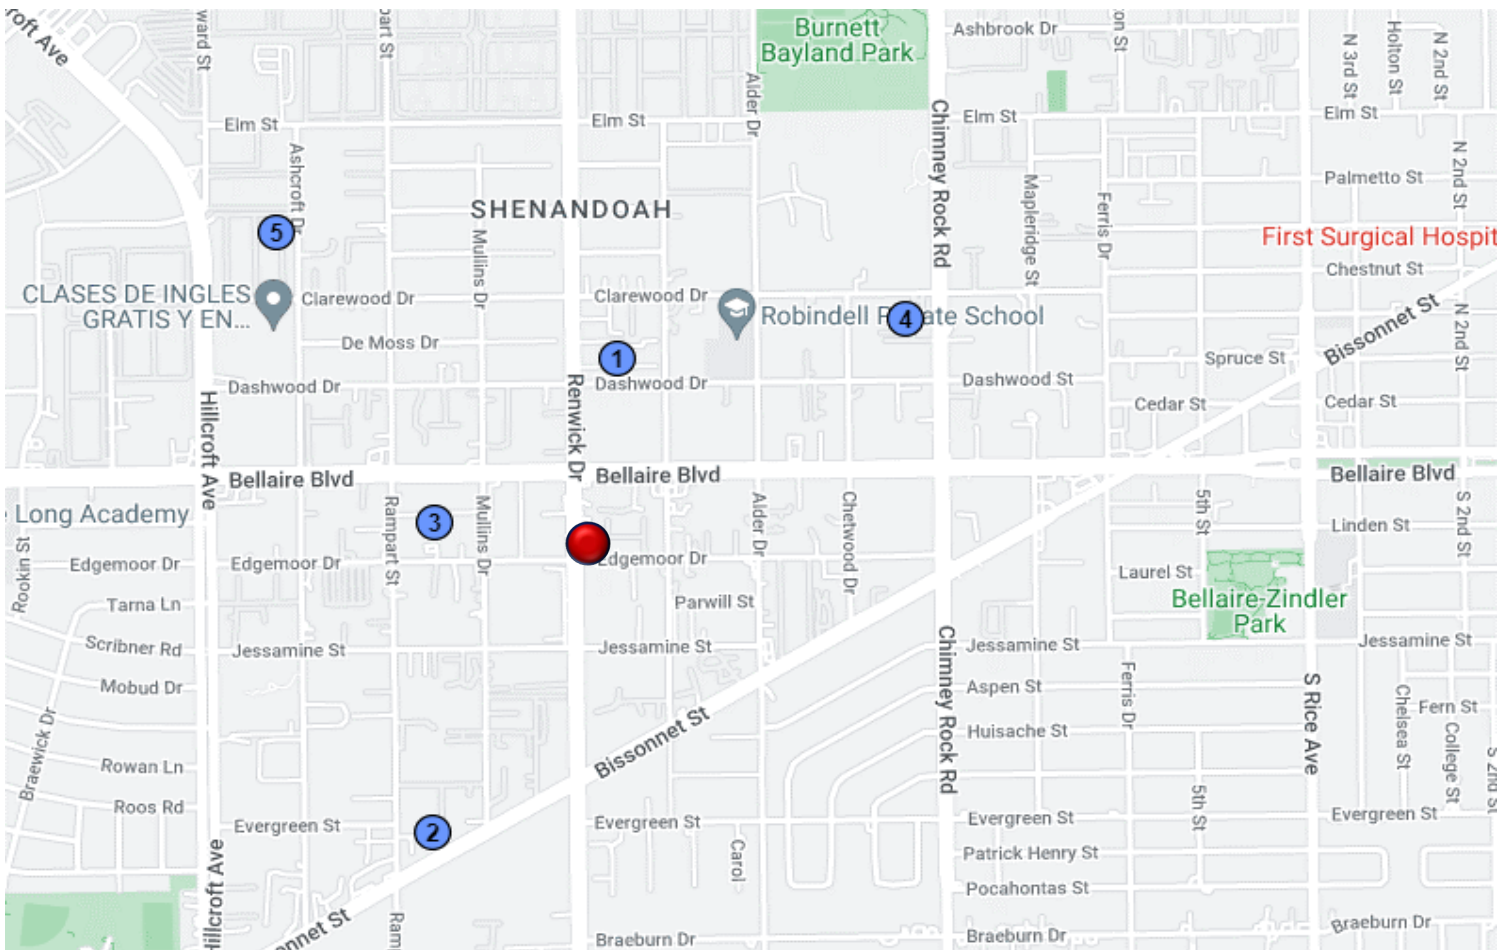 roft Ave
ward St
part St
Burnett
Bayland Park
Ashbrook Dr
on St
N 3rd St
Holton St
N 2nd St
Elm St
Elm St
Alder Dr
Chimney Rock Rd
Elm St
Elm St
Ashcroft Dr
N 2nd St
Palmetto St
Mapleridge St
Ferris Dr
SHENANDOAH
5
Mullins Dr
First Surgical Hospit
Chestnut St
CLASES DE INGLES
GRATIS Y EN...
Clarewood Dr
Clarewood Dr
Robindell P ate School
4
Bissonnet St
N 2nd St
De Moss Dr
1
Spruce St
Dashwood Dr
Renwick Dr
Dashwood Dr
Dashwood St
Cedar St
Cedar St
Hillcroft Ave
Bellaire Blvd
Bellaire Blvd
Bellaire Blvd
Long Academy
Rampart St
3
Mullins Dr
Alder Dr
Chetwood Dr
5th St
Linden St
S 2nd St
Rookin St
Edgemoor Dr
Edgemoor Dr
Edgemoor Dr
Laurel St
Tarna Ln
Parwill St
Bellaire-Zindler
Park
Scribner Rd
Jessamine St
Jessamine St
Chimney Rock Rd
Jessamine St
Jessamine St
Mobud Dr
Aspen St
Ferris Dr
S Rice Ave
Chelsea St
Fern St
Braewick Dr
Bissonnet St
Huisache St
College St
S 2nd St
Rowan Ln
Roos Rd
Evergreen St
2
Evergreen St
Evergreen St
5th St
Evergreen St
Hillcroft Ave
Carol
Patrick Henry St
Pocahontas St
onnet St
Ram
Braeburn Dr
Braeburn Dr
Braeburn Dr